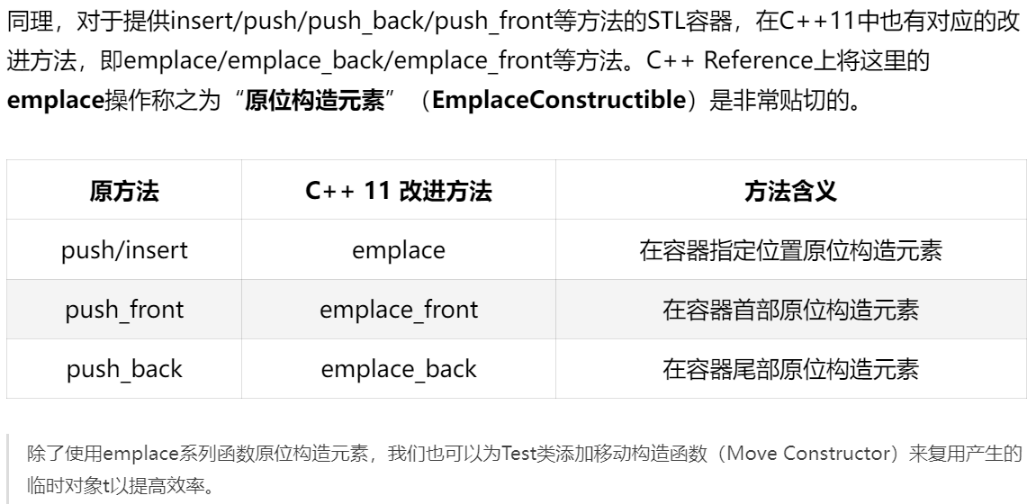 同理，对于提供insert/push/push_back/push_front等方法的STL容器，在C++11中也有对应的改
进方法，即emplace/emplace_back/emplace_front等方法。C++ Reference上将这里的
emplace操作称之为“原位构造元素”（EmplaceConstructible）是非常贴切的。
原方法 C++ 11 改进方法 方法含义
push/insert emplace 在容器指定位置原位构造元素
push_front emplace_front 在容器首部原位构造元素
push_back emplace_back 在容器尾部原位构造元素
除了使用emplace系列函数原位构造元素，我们也可以为Test类添加移动构造函数（Move Constructor）来复用产生的
临时对象t以提高效率。